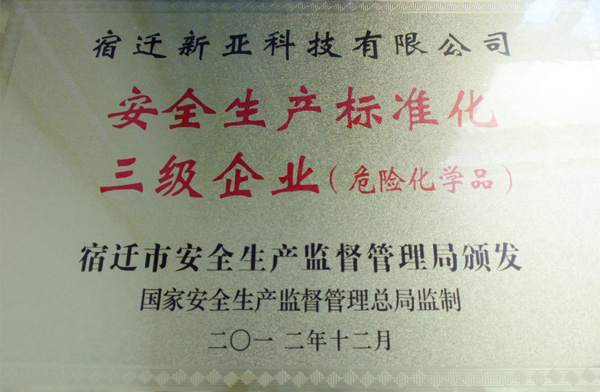 宿迁新亚科技有限公司
安全生产标准化
三级企业(危险化学品)
宿迁市安全生产监督管理局颁发
国家安全生产监督管理总局监制
二〇一二年十二月